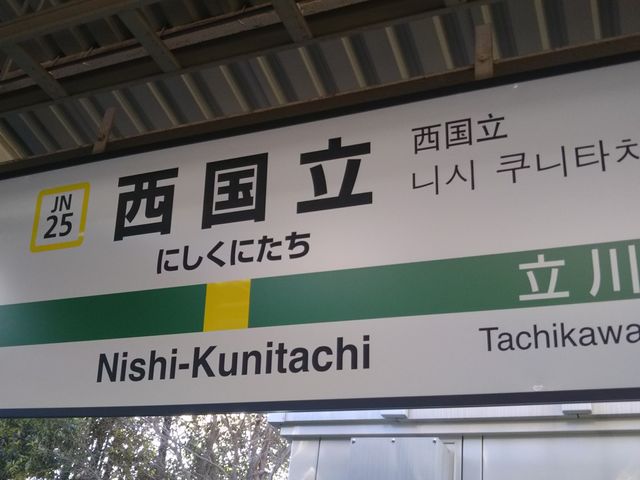 JN
25
西国立
にしくにたち
西国立
니시 쿠니타치
立川
Nishi-Kunitachi
Tachikawa